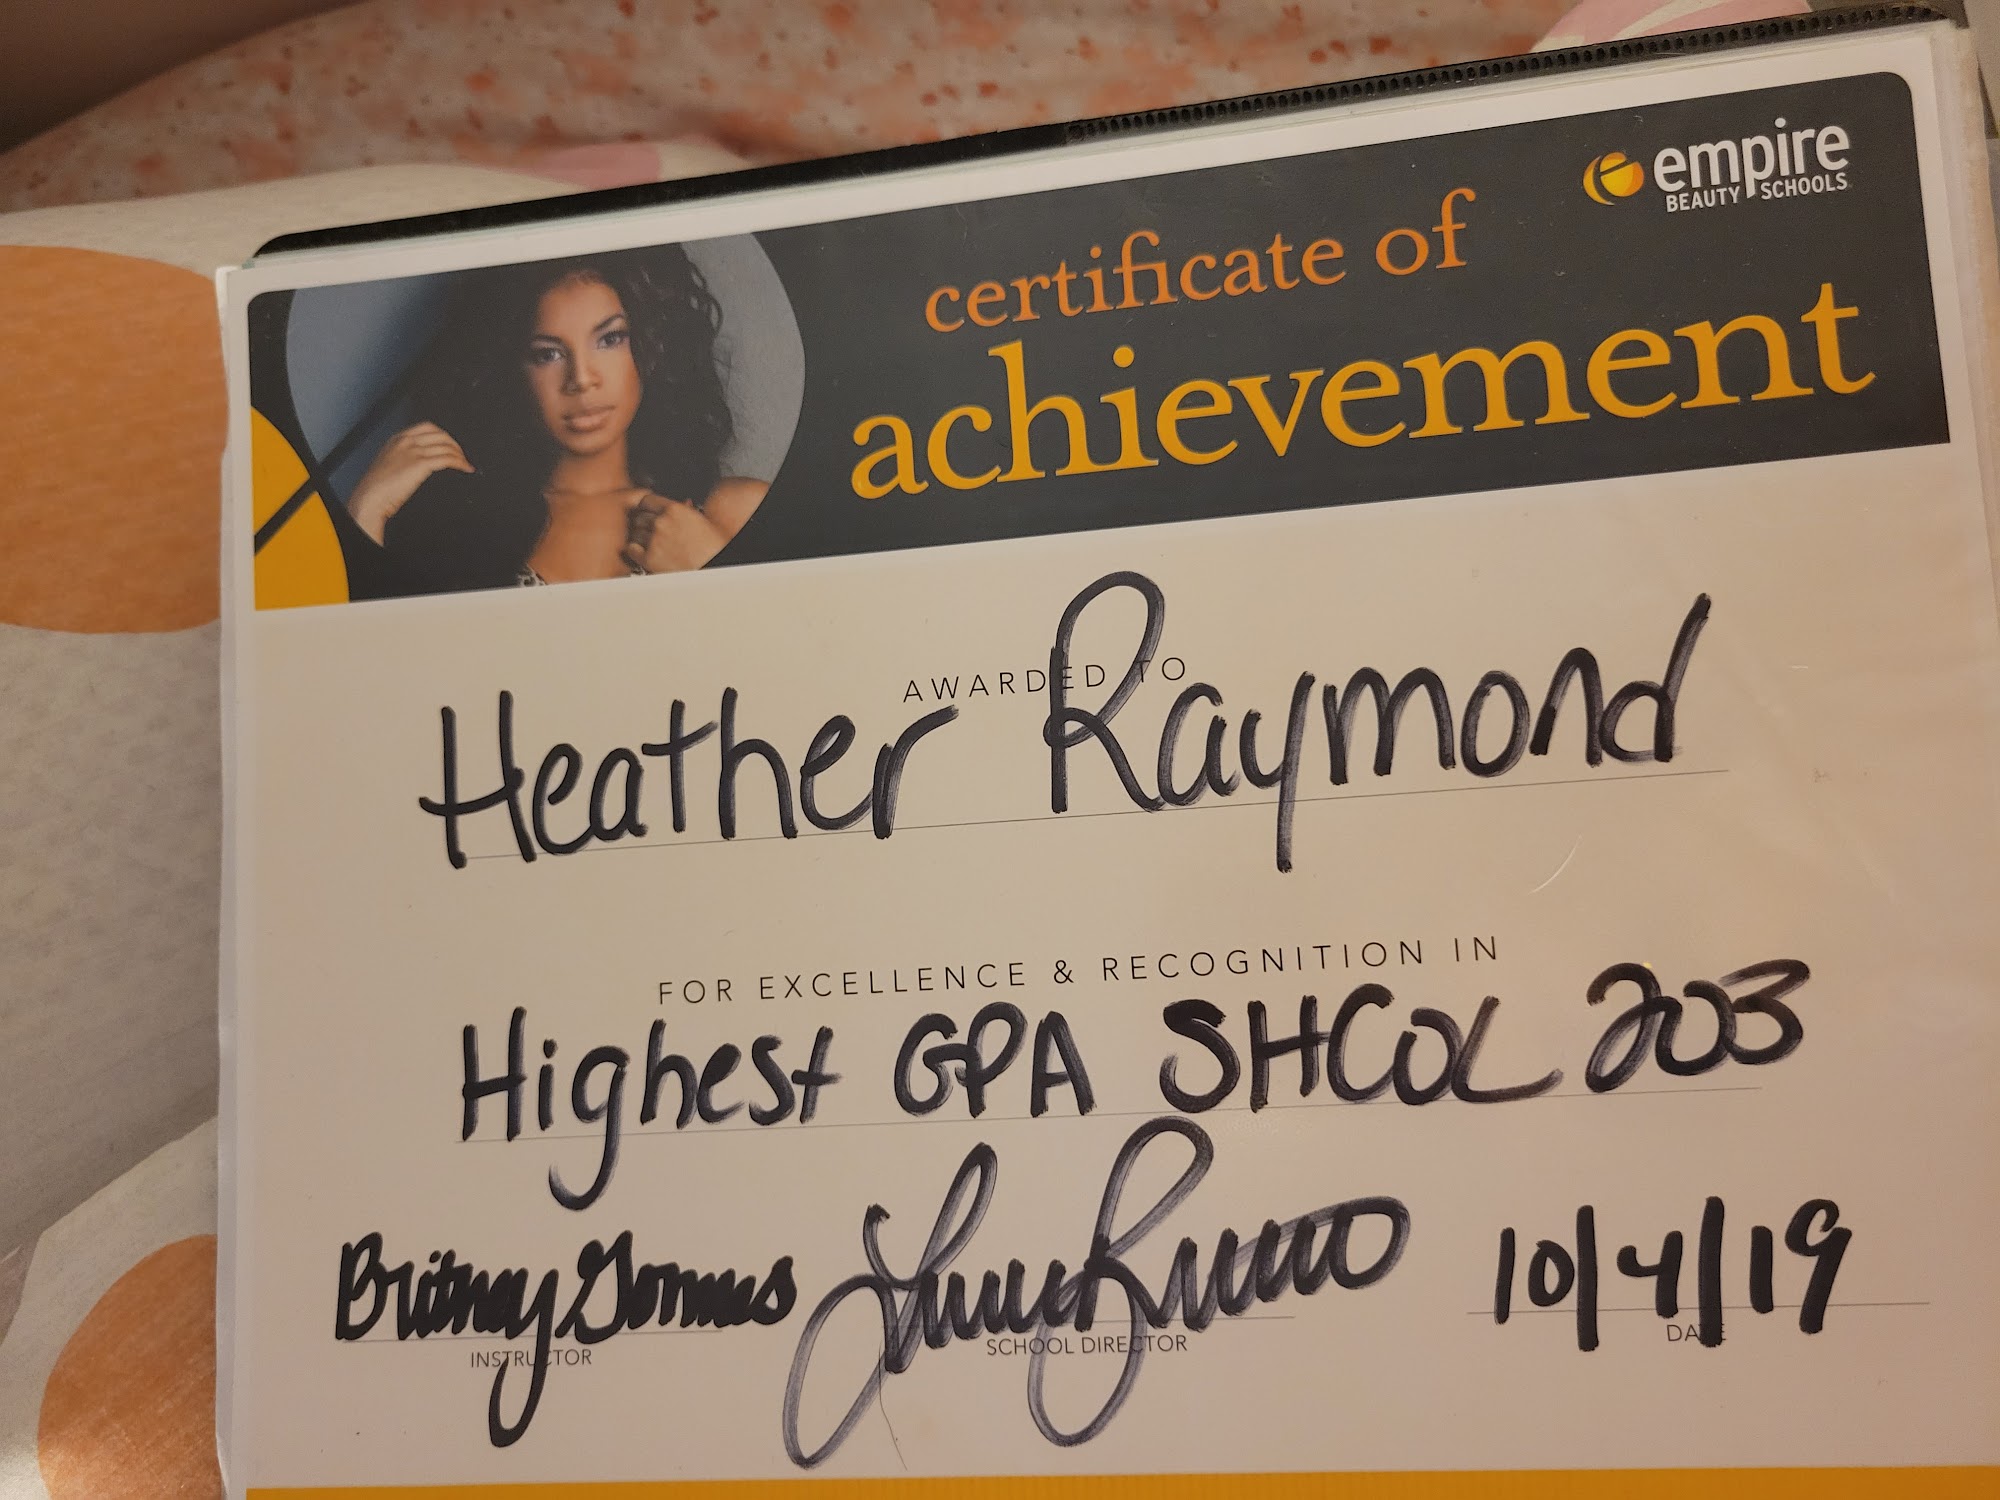 empire
BEAUTY SCHOOLS
certificate of
achievement
AWARDED TO
Heather Raymond
FOR EXCELLENCE & RECOGNITION IN
Highest GPA SHCOL 203
Britney
10/4/19
INSTRUCTOR
SCHOOL DIRECTOR
DATE